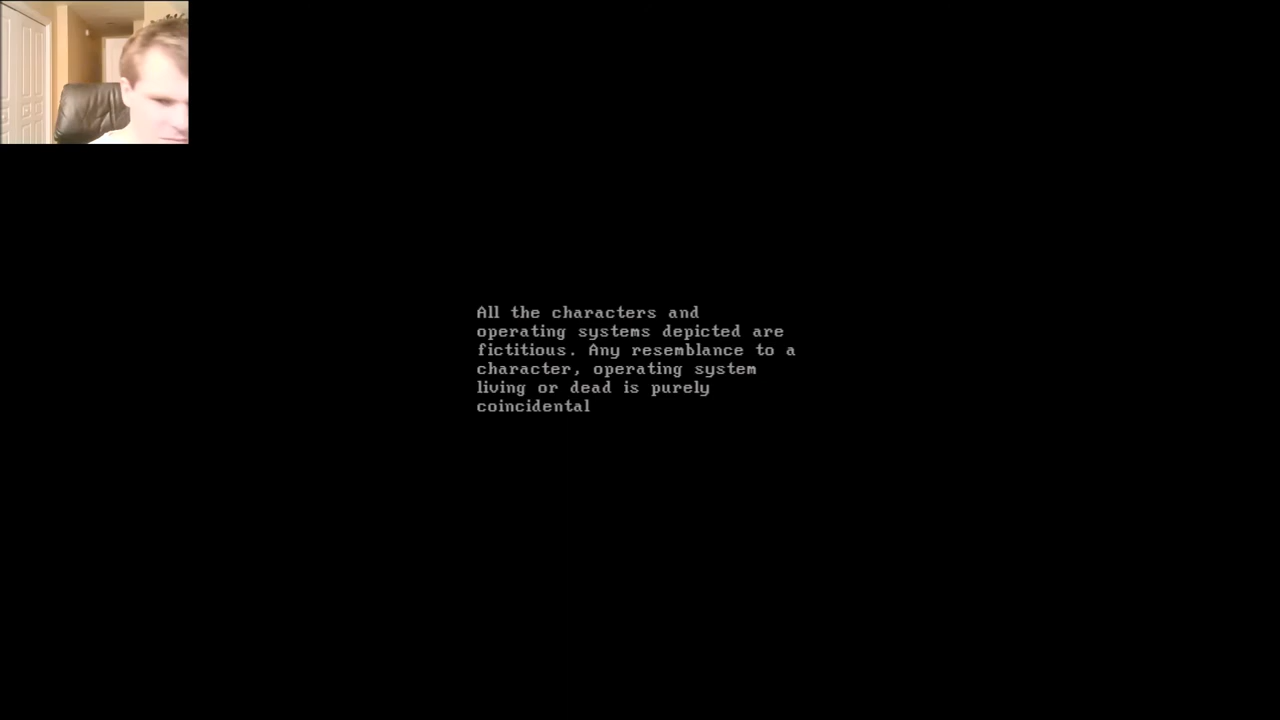 All the characters and
operating systems depicted are
fictitious. Any resemblance to a
character, operating system
living or dead is purely
coincidental